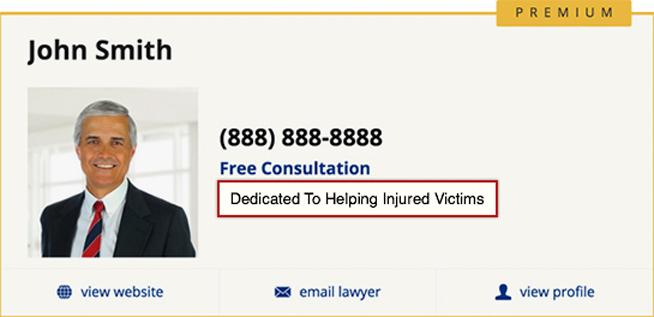 PREMIUM
John Smith
(888) 888-8888
Free Consultation
Dedicated To Helping Injured Victims
view website
email lawyer
view profile